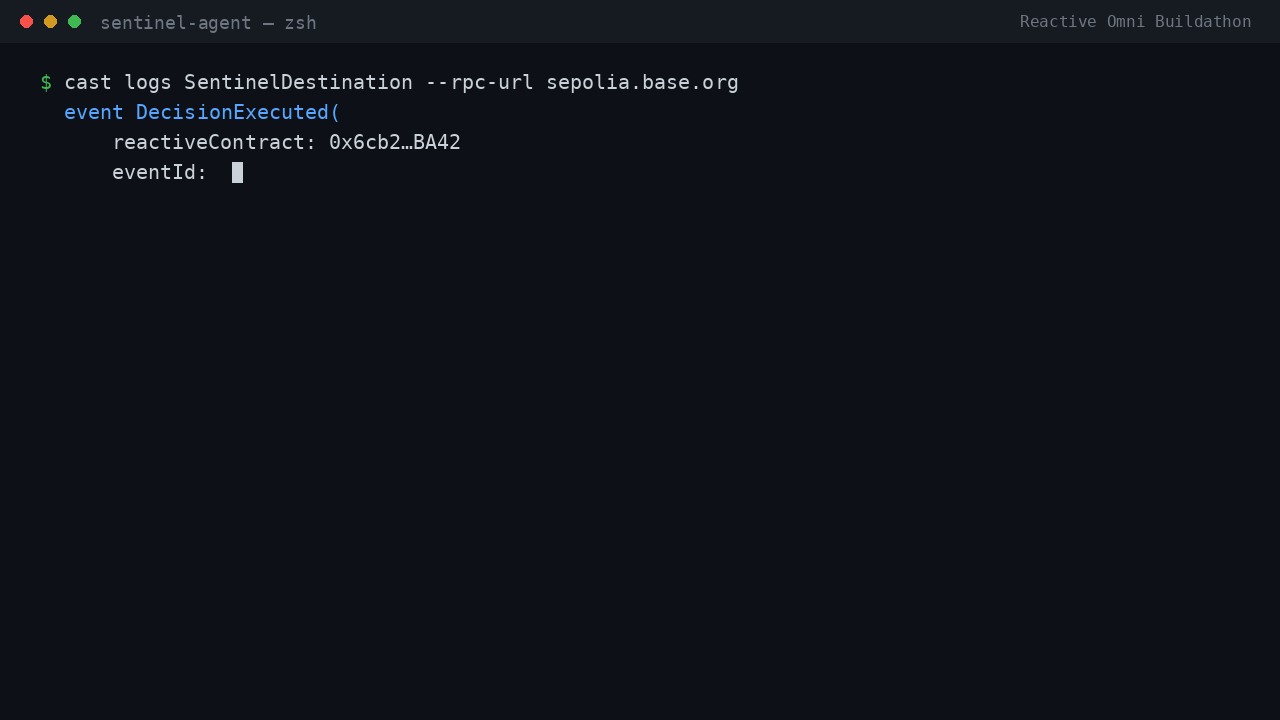 sentinel-agent — zsh
Reactive Omni Buildathon
$ cast logs SentinelDestination --rpc-url sepolia.base.org
event DecisionExecuted(
reactiveContract: 0x6cb2…BA42
eventId: